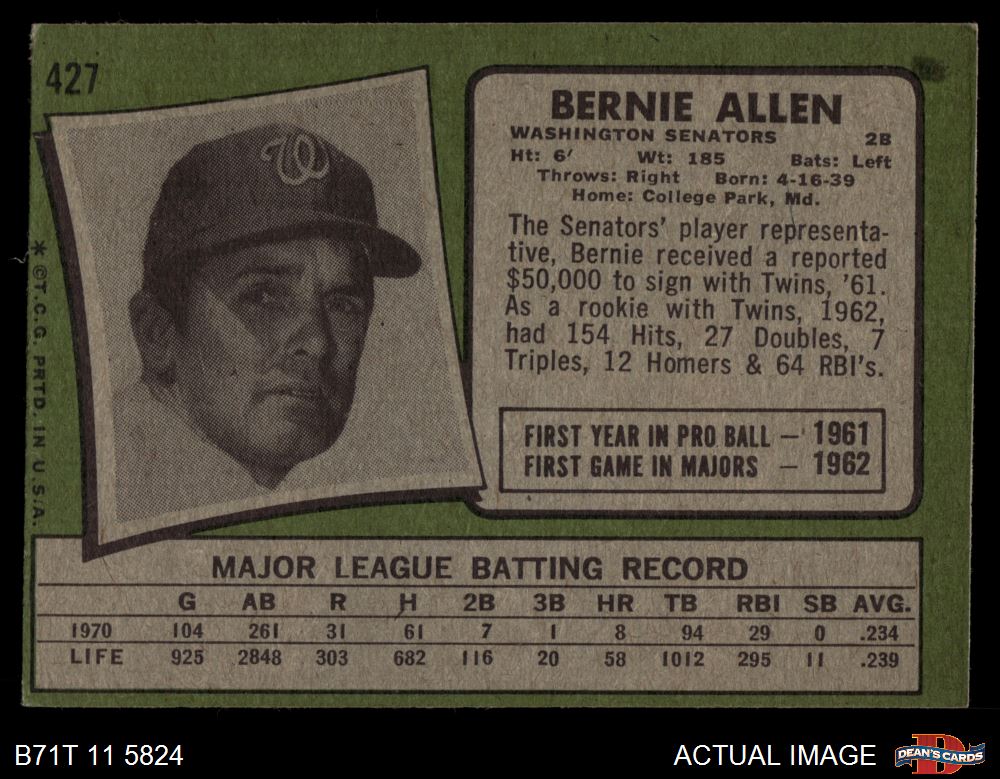 427
W
* ©T.C.G. PRTD. IN U.S.A.
BERNIE ALLEN
WASHINGTON SENATORS 2B
Ht: 6' Wt: 185 Bats: Left
Throws: Right Born: 4-16-39
Home: College Park, Md.
The Senators' player representa-
tive, Bernie received a reported
$50,000 to sign with Twins, '61.
As a rookie with Twins, 1962,
had 154 Hits, 27 Doubles, 7
Triples, 12 Homers & 64 RBI's.
FIRST YEAR IN PRO BALL — 1961
FIRST GAME IN MAJORS — 1962
MAJOR LEAGUE BATTING RECORD
G AB R H 2B 3B HR TB RBI SB AVG.
1970 104 261 31 61 7 1 8 94 29 0 .234
LIFE 925 2848 303 682 116 20 58 1012 295 11 .239
B71T 11 5824
ACTUAL IMAGE
D
DEAN'S CARDS